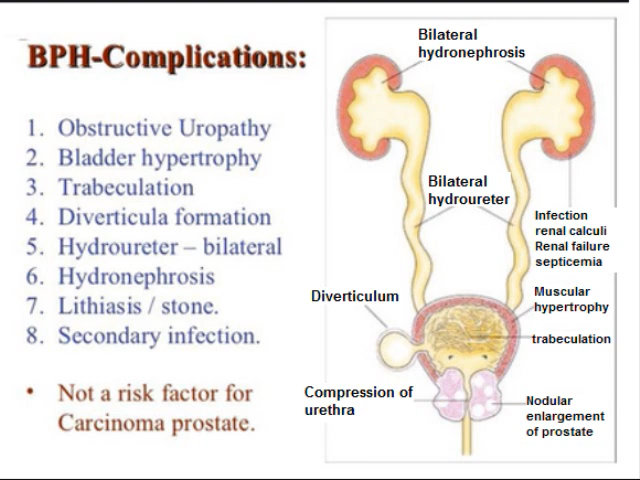 BPH-Complications:
1. Obstructive Uropathy
2. Bladder hypertrophy
3. Trabeculation
4. Diverticula formation
5. Hydroureter – bilateral
6. Hydronephrosis
7. Lithiasis / stone.
8. Secondary infection.
• Not a risk factor for
Carcinoma prostate.
Bilateral
hydronephrosis
Bilateral
hydroureter
Infection
renal calculi
Renal failure
septicemia
Diverticulum
Muscular
hypertrophy
trabeculation
Compression of
urethra
Nodular
enlargement
of prostate